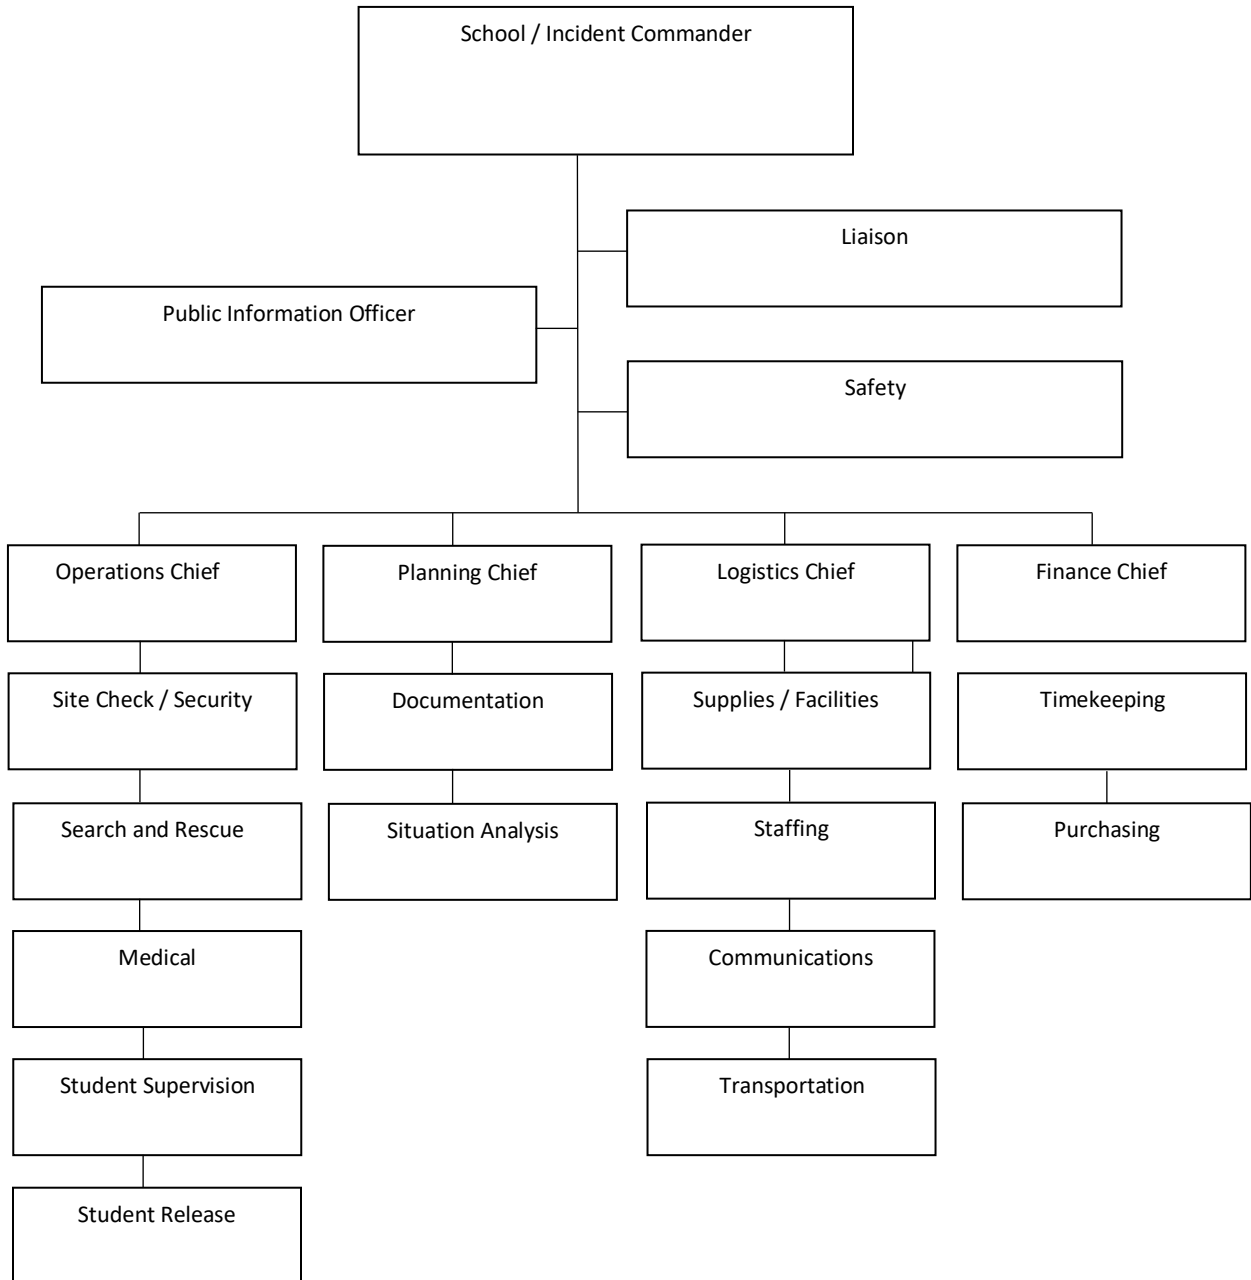 School / Incident Commander
Liaison
Public Information Officer
Safety
Operations Chief
Planning Chief
Logistics Chief
Finance Chief
Site Check / Security
Documentation
Supplies / Facilities
Timekeeping
Search and Rescue
Situation Analysis
Staffing
Purchasing
Medical
Communications
Student Supervision
Transportation
Student Release